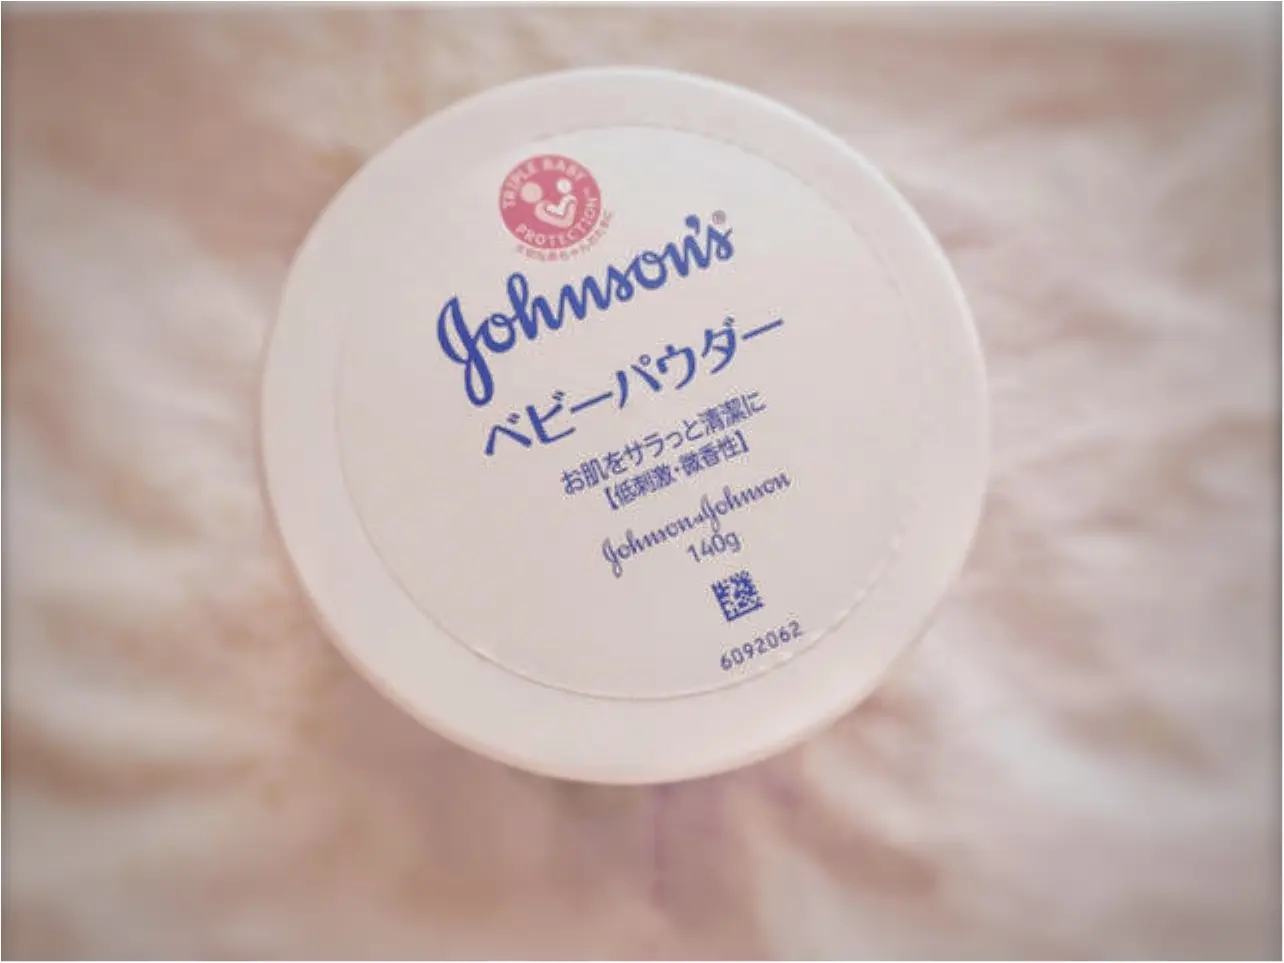 TRIPLE BABY
PROTECTION
Johnson's®
ベビーパウダー
お肌をサラっと清潔に
【低刺激・微香性】
Johnson&Johnson
140g
6092062